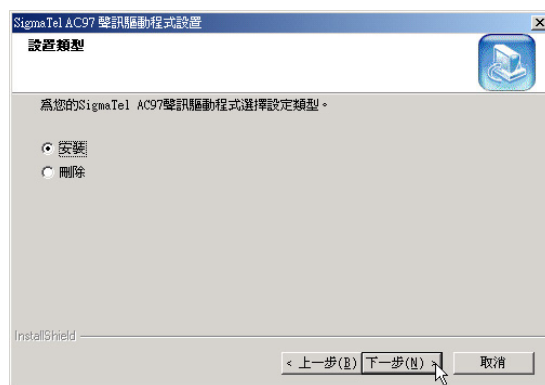 SigmaTel AC97 聲訊驅動程式設置
設置類型
為您的SigmaTel AC97聲訊驅動程式選擇設定類型。
安裝
刪除
InstallShield
< 上一步(B) 下一步(N) > 取消